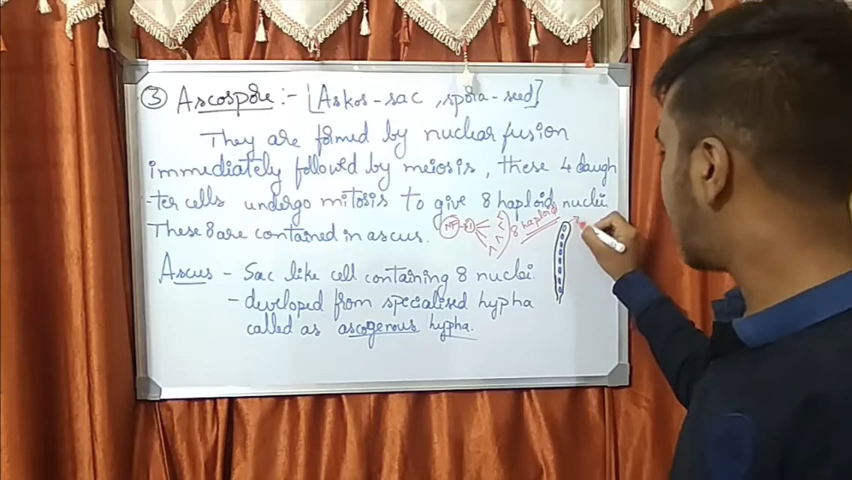 ③ Ascospore :- [Askos - sac , spora - seed]
They are formed by nuclear fusion
immediately followed by meiosis, these 4 daugh
-ter cells undergo mitosis to give 8 haploid nuclei
These 8 are contained in ascus.
8 haploid
Ascus - Sac like cell containing 8 nuclei
- developed from specialised hypha
called as ascogenous hypha.